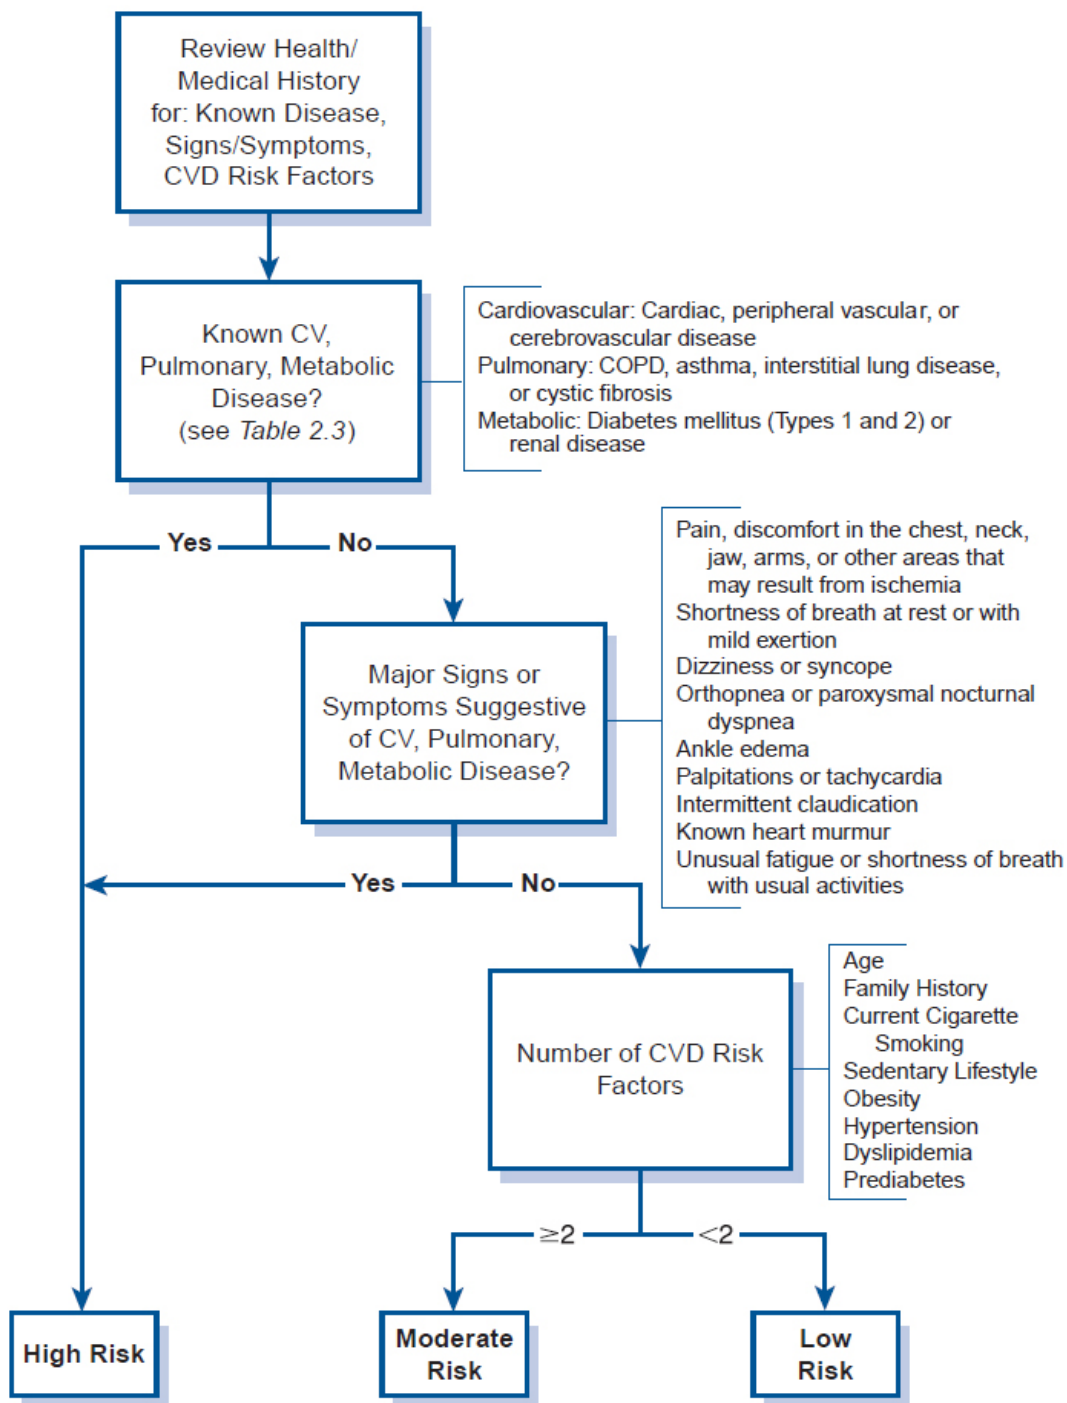 Review Health/
Medical History
for: Known Disease,
Signs/Symptoms,
CVD Risk Factors
Known CV,
Pulmonary, Metabolic
Disease?
(see Table 2.3)
Cardiovascular: Cardiac, peripheral vascular, or
cerebrovascular disease
Pulmonary: COPD, asthma, interstitial lung disease,
or cystic fibrosis
Metabolic: Diabetes mellitus (Types 1 and 2) or
renal disease
Yes
No
Major Signs or
Symptoms Suggestive
of CV, Pulmonary,
Metabolic Disease?
Pain, discomfort in the chest, neck,
jaw, arms, or other areas that
may result from ischemia
Shortness of breath at rest or with
mild exertion
Dizziness or syncope
Orthopnea or paroxysmal nocturnal
dyspnea
Ankle edema
Palpitations or tachycardia
Intermittent claudication
Known heart murmur
Unusual fatigue or shortness of breath
with usual activities
Yes
No
Number of CVD Risk
Factors
Age
Family History
Current Cigarette
Smoking
Sedentary Lifestyle
Obesity
Hypertension
Dyslipidemia
Prediabetes
≥2
<2
High Risk
Moderate
Risk
Low
Risk